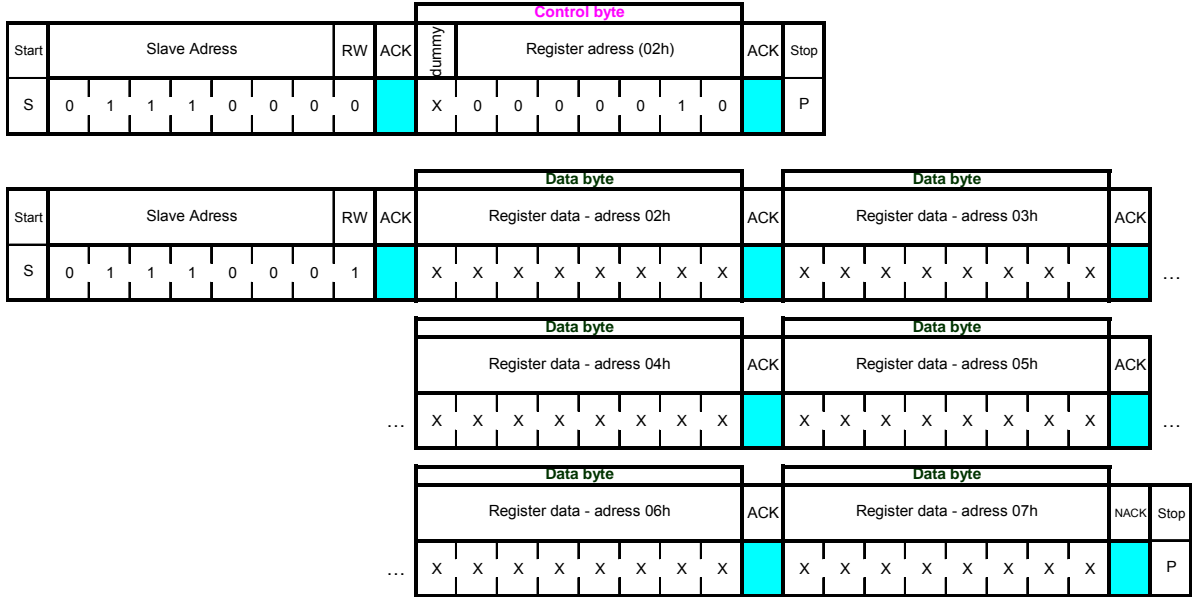 Control byte
Start Slave Adress RW ACK dummy Register adress (02h) ACK Stop
S 0 1 1 1 0 0 0 0 X 0 0 0 0 0 1 0 P
Data byte Data byte
Start Slave Adress RW ACK Register data - adress 02h ACK Register data - adress 03h ACK
S 0 1 1 1 0 0 0 1 X X X X X X X X X X X X X X X X …
Data byte Data byte
Register data - adress 04h ACK Register data - adress 05h ACK
… X X X X X X X X X X X X X X X X …
Data byte Data byte
Register data - adress 06h ACK Register data - adress 07h NACK Stop
… X X X X X X X X X X X X X X X X P